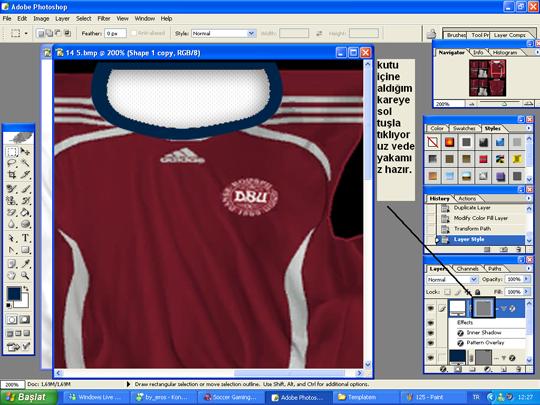 Adobe Photoshop
File Edit Image Layer Select Filter View Window Help
Feather: 0 px Anti-aliased Style: Normal Width: Height:
Brushes Tool Pr Layer Comps
14 5.bmp @ 200% (Shape 1 copy, RGB/8)
kutu
içine
aldığım
kareye
sol
tuşla
tıklıyor
uz vede
yakamı
z hazır.
adidas
DBU
Navigator Info Histogram
200%
Color Swatches Styles
History Actions
Duplicate Layer
Modify Color Fill Layer
Transform Path
Layer Style
Layers Channels Paths
Normal Opacity: 100%
Lock: Fill: 100%
Effects
Inner Shadow
Pattern Overlay
200%
200% Doc: 1,69M/1,69M Draw rectangular selection or move selection outline. Use Shift, Alt, and Ctrl for additional options.
Başlat Windows Live ... by_eros - Kon... Soccer Gaming... Adobe Photosh... Templatem 125 - Paint TR 12:27